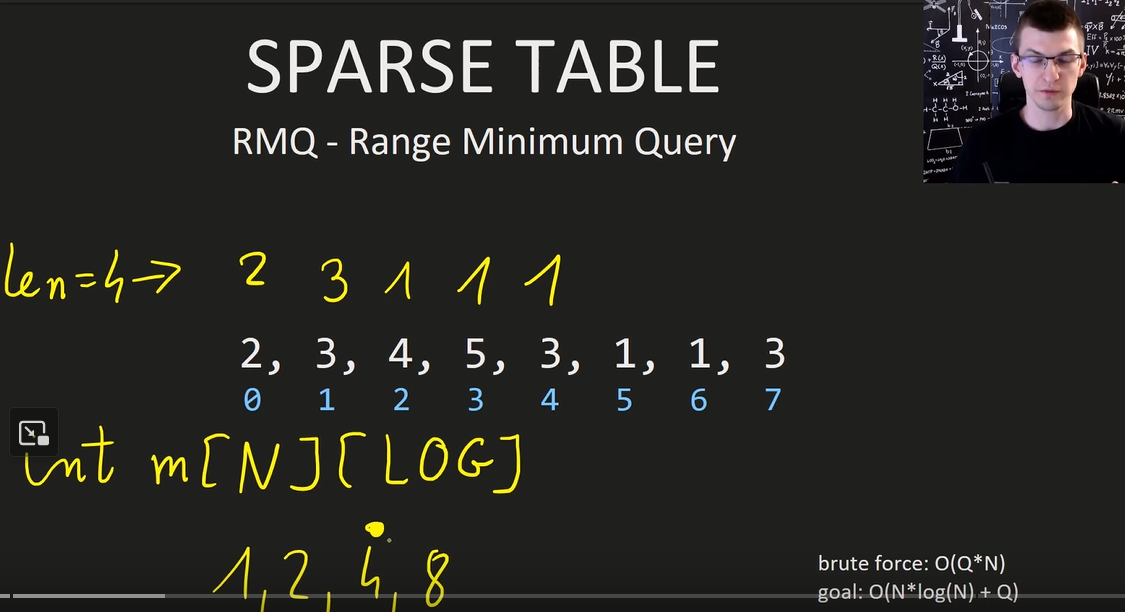 SPARSE TABLE
RMQ - Range Minimum Query
len=4→ 2 3 1 1 1
2, 3, 4, 5, 3, 1, 1, 3
0 1 2 3 4 5 6 7
int m[N][LOG]
1, 2, 4, 8
brute force: O(Q*N)
goal: O(N*log(N) + Q)